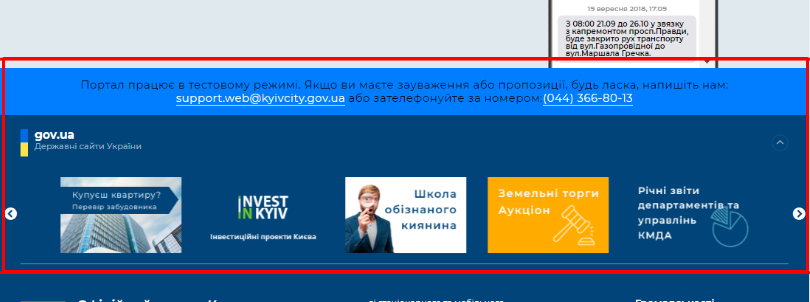 19 вересня 2018, 17:09
З 08:00 21.09 до 26.10 у звязку
з капремонтом просп.Правди,
буде закрито рух транспорту
від вул.Газопровідної до
вул.Маршала Гречка.
Портал працює в тестовому режимі. Якщо ви маєте зауваження або пропозиції, будь ласка, напишіть нам:
support.web@kyivcity.gov.ua або зателефонуйте за номером (044) 366-80-13
gov.ua
Державні сайти України
Купуєш квартиру?
Перевір забудовника
INVEST
IN KYIV
Інвестиційні проекти Києва
Школа
обізнаного
киянина
Земельні торги
Аукціон
Річні звіти
департаментів та
управлінь
КМДА